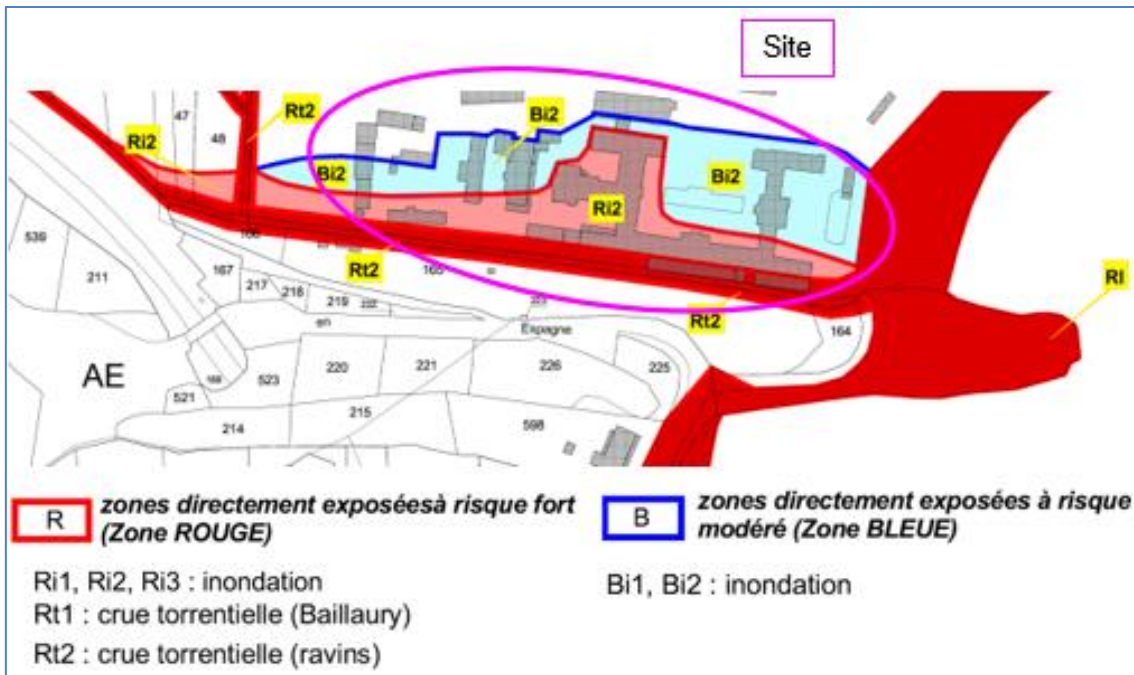 Site
47
48
Rt2
Bi2
Ri2
Bi2
Bi2
Ri2
539
211
167
217
218
219
165
Rt2
Rt2
RI
en
Espagne
164
AE
523
220
221
226
225
521
214
215
598
R
zones directement exposéesà risque fort
(Zone ROUGE)
B
zones directement exposées à risque
modéré (Zone BLEUE)
Ri1, Ri2, Ri3 : inondation
Rt1 : crue torrentielle (Baillaury)
Rt2 : crue torrentielle (ravins)
Bi1, Bi2 : inondation